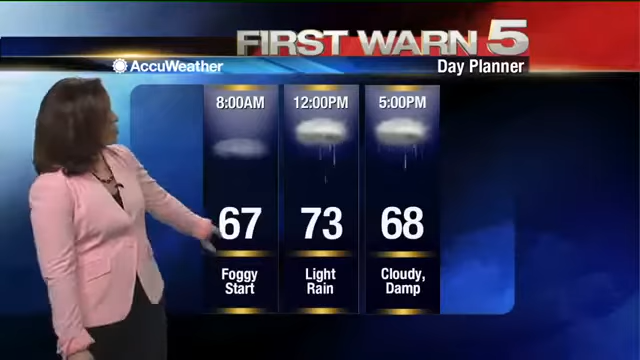 FIRST WARN 5
AccuWeather
Day Planner
8:00AM
12:00PM
5:00PM
67
73
68
Foggy
Start
Light
Rain
Cloudy,
Damp